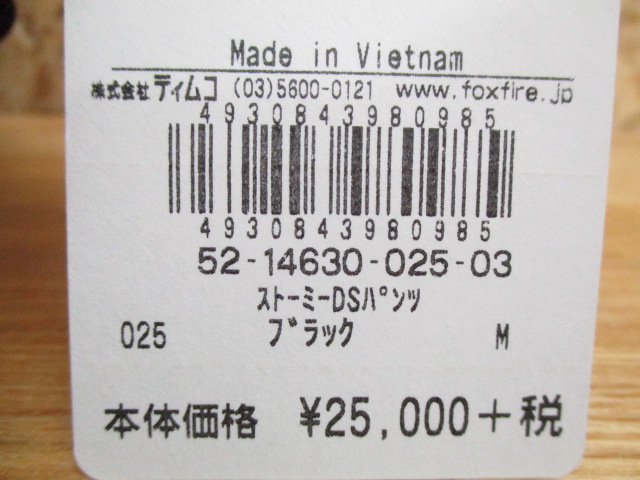 Made in Vietnam
株式会社 ティムコ (03)5600-0121 www.foxfire.jp
4930843980985
4930843980985
52-14630-025-03
ｽﾄｰﾐｰDSﾊﾟﾝﾂ
025 ﾌﾞﾗｯｸ M
本体価格 ¥25,000+税